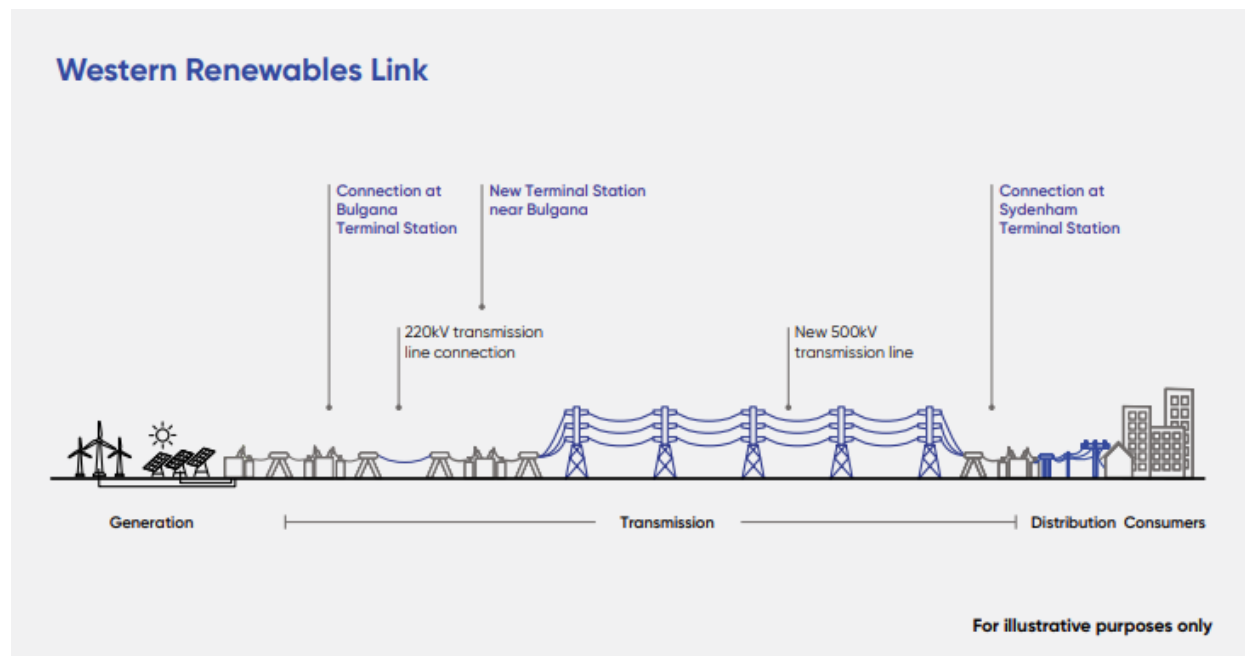 Western Renewables Link
Connection at
Bulgana
Terminal Station
New Terminal Station
near Bulgana
Connection at
Sydenham
Terminal Station
220kV transmission
line connection
New 500kV
transmission line
Generation
Transmission
Distribution
Consumers
For illustrative purposes only